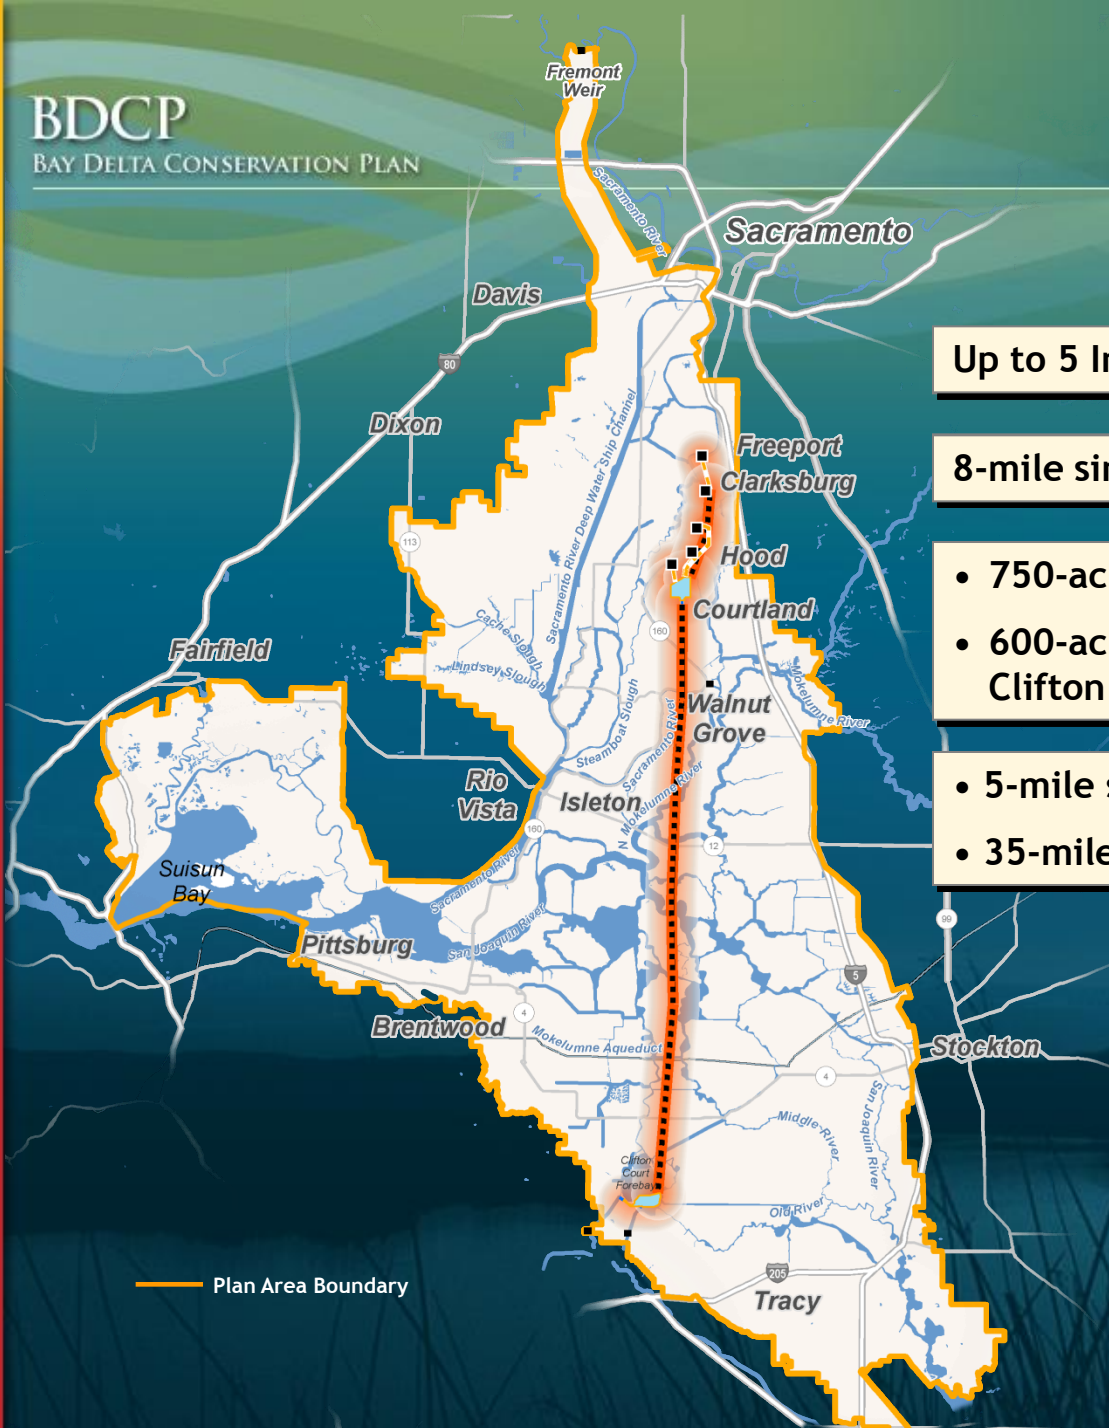 BDCP
BAY DELTA CONSERVATION PLAN
Fremont
Weir
Sacramento River
Sacramento
Davis
80
Dixon
Sacramento River Deep Water Ship Channel
Up to 5 I
Freeport
Clarksburg
8-mile si
113
Hood
• 750-ac
Courtland
Cache Slough
160
• 600-ac
Clifton
Fairfield
Lindsey Slough
Mokelumne River
Steamboat Slough
Sacramento River
Walnut
Grove
N Mokelumne River
Rio
Vista
Isleton
• 5-mile
160
12
• 35-mile
Suisun
Bay
Sacramento River
San Joaquin River
99
Pittsburg
5
4
Brentwood
Mokelumne Aqueduct
Stockton
4
Middle River
San Joaquin River
Clifton
Court
Forebay
Old River
Plan Area Boundary
205
Tracy